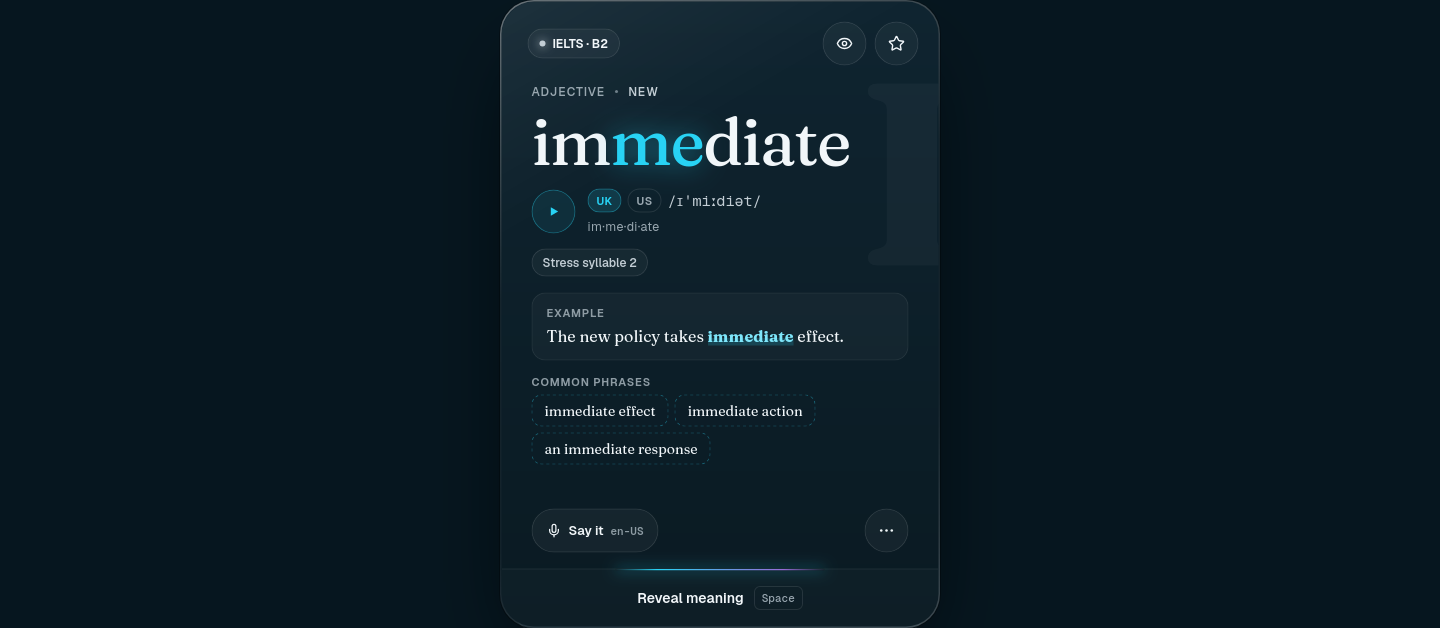 IELTS · B2
ADJECTIVE • NEW
immediate
I
UK US /ɪˈmiːdiət/
im·me·di·ate
Stress syllable 2
EXAMPLE
The new policy takes immediate effect.
COMMON PHRASES
immediate effect immediate action
an immediate response
Say it en-US
Reveal meaning Space